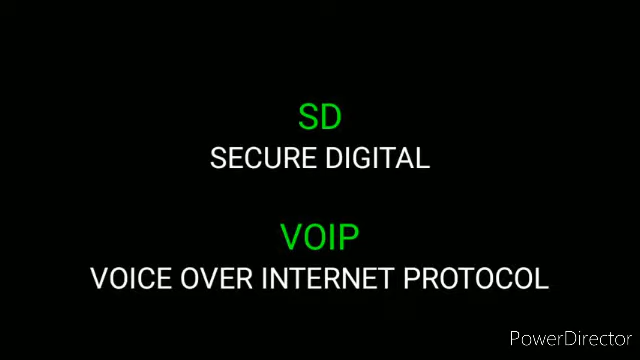 SD
SECURE DIGITAL
VOIP
VOICE OVER INTERNET PROTOCOL
PowerDirector